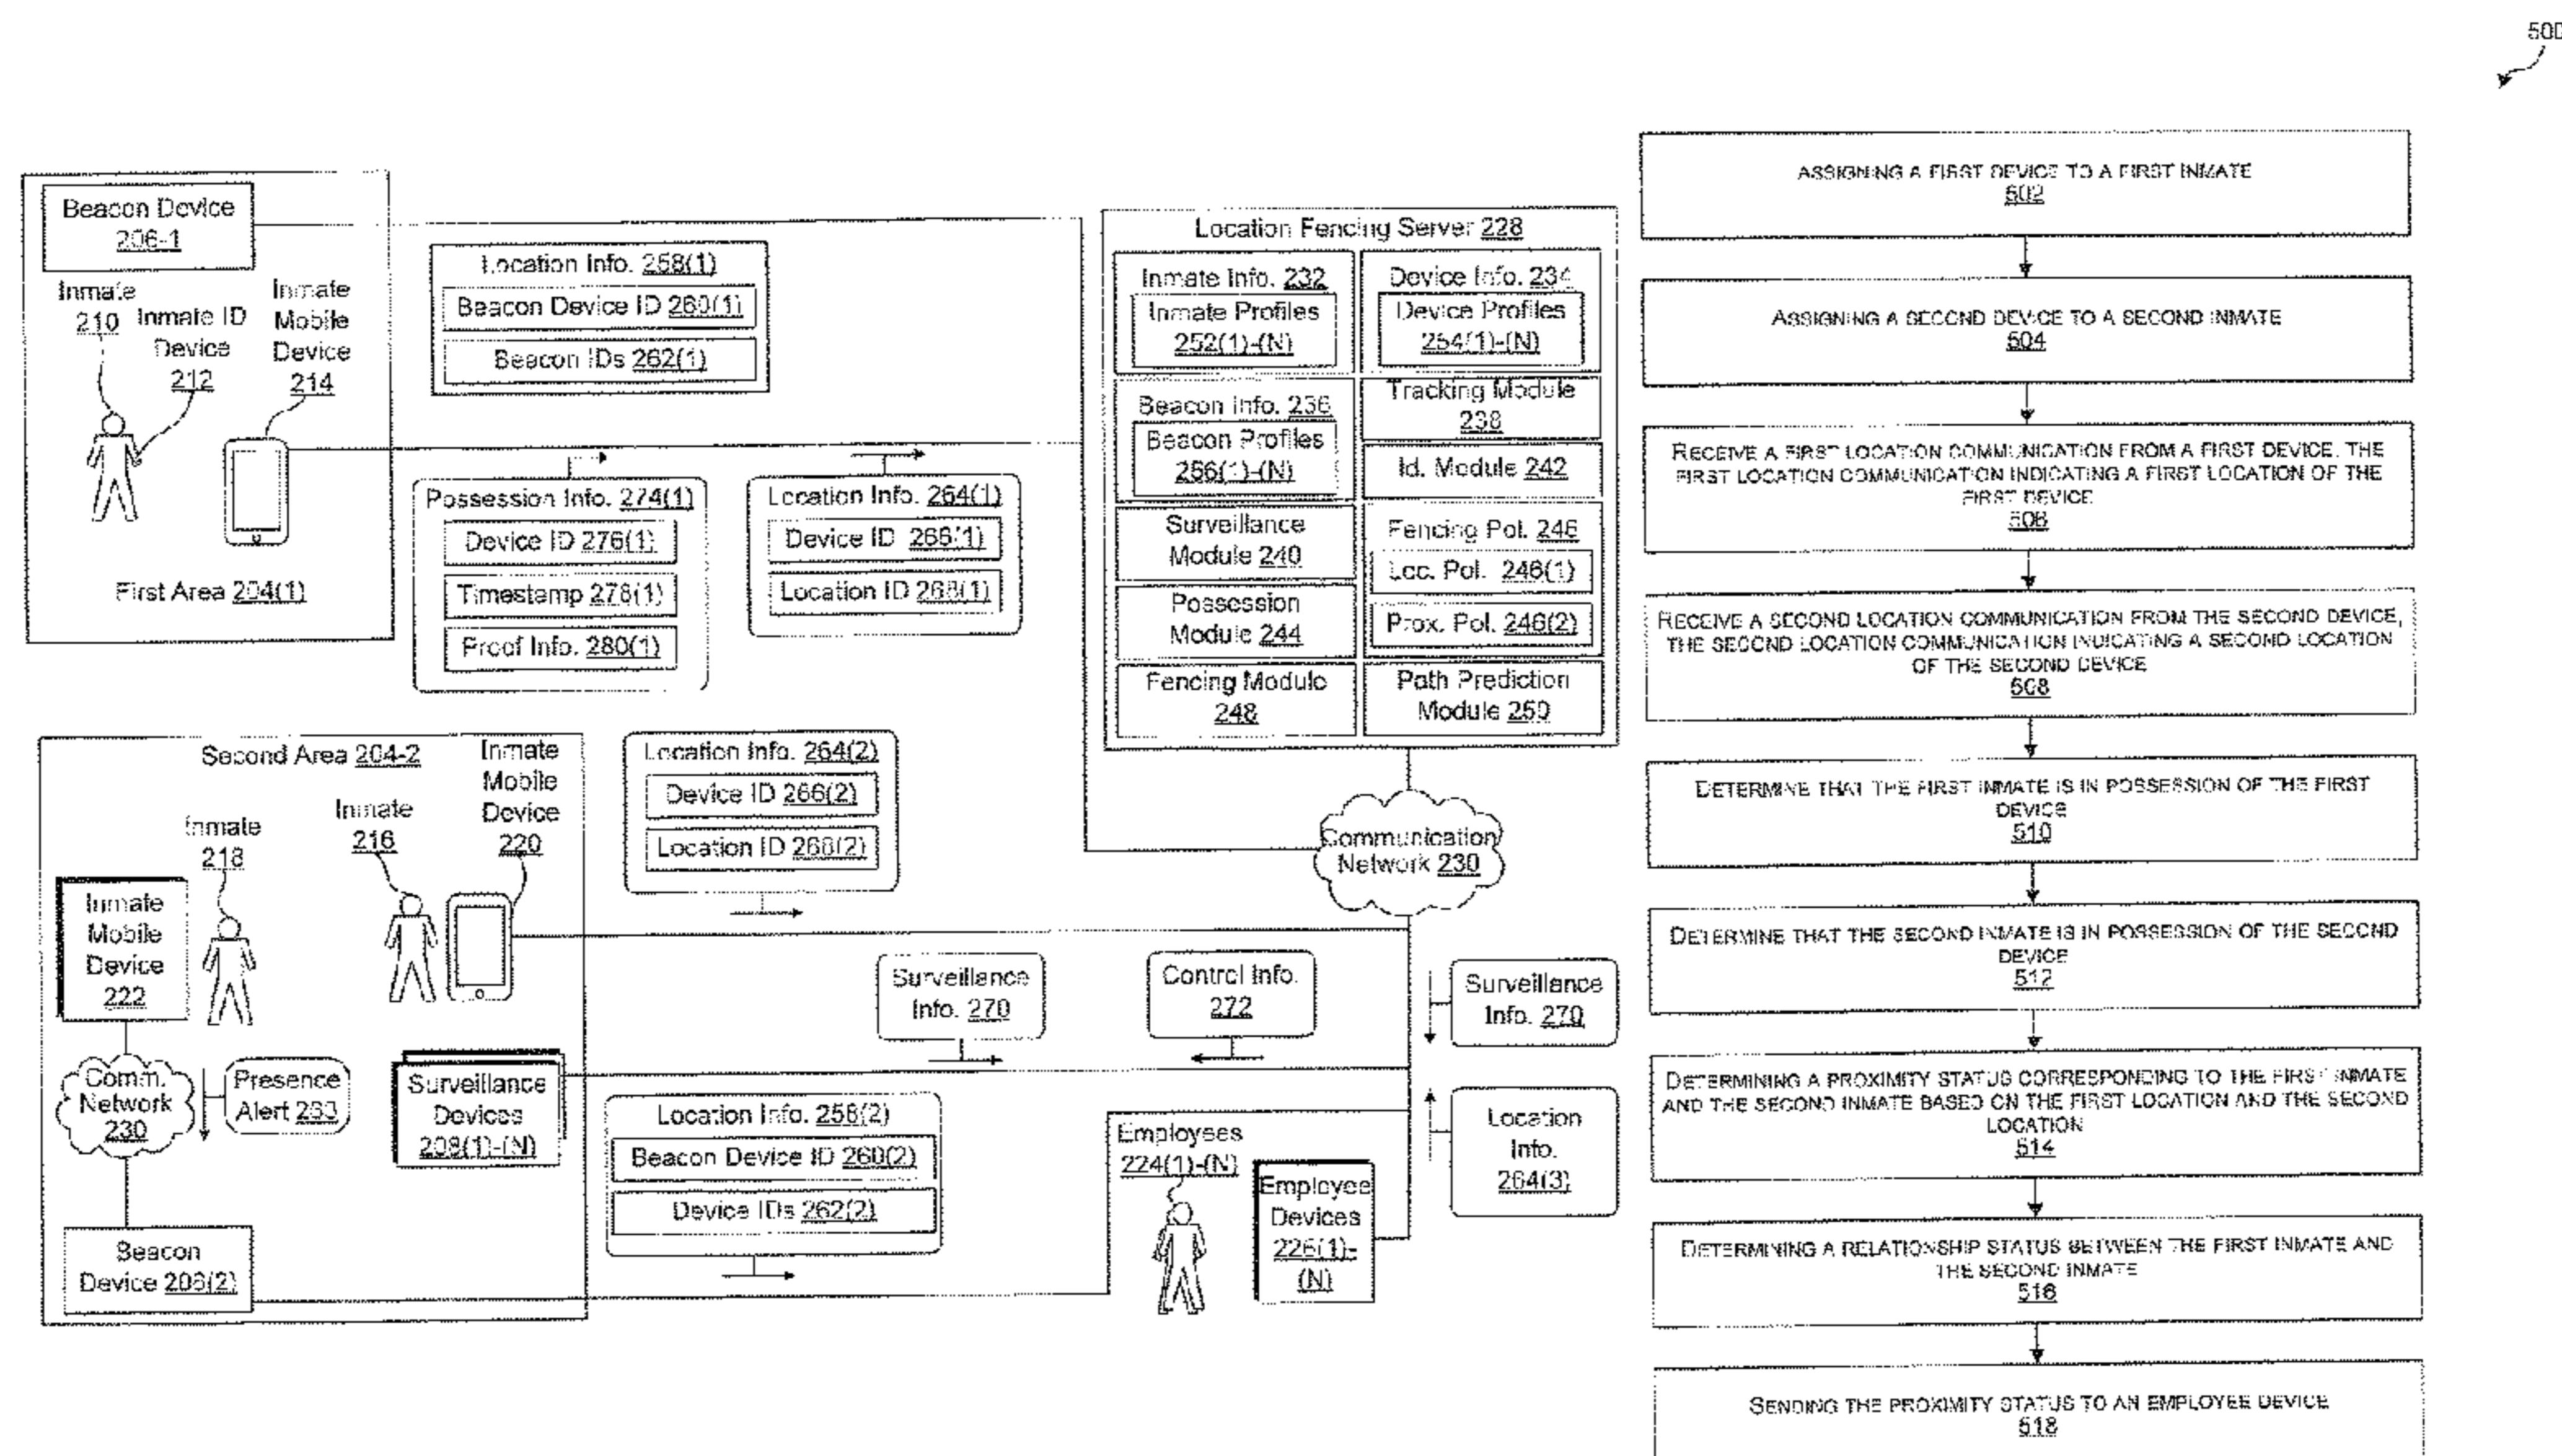 500
Beacon Device
206-1
Inmate
210
Inmate ID
Device
212
Inmate
Mobile
Device
214
First Area 204(1)
Location Info. 258(1)
Beacon Device ID 260(1)
Beacon IDs 262(1)
Possession Info. 274(1)
Device ID 276(1)
Timestamp 278(1)
Proof Info. 280(1)
Location Info. 264(1)
Device ID 266(1)
Location ID 268(1)
Location Fencing Server 228
Inmate Info. 232
Inmate Profiles
252(1)-(N)
Device Info. 234
Device Profiles
254(1)-(N)
Beacon Info. 236
Beacon Profiles
256(1)-(N)
Tracking Module
238
Id. Module 242
Surveillance
Module 240
Fencing Pol. 246
Loc. Pol. 246(1)
Prox. Pol. 246(2)
Possession
Module 244
Fencing Module
248
Path Prediction
Module 250
Communication
Network 230
Second Area 204-2
Inmate
Mobile
Device
220
Inmate
216
Inmate
218
Inmate
Mobile
Device
222
Comm.
Network
230
Presence
Alert
Surveillance
Devices
208(1)-(N)
Beacon
Device 206(2)
Location Info. 264(2)
Device ID 266(2)
Location ID 268(2)
Surveillance
Info. 270
Control Info.
272
Surveillance
Info. 270
Location
Info.
264(3)
Location Info. 258(2)
Beacon Device ID 260(2)
Device IDs 262(2)
Employees
224(1)-(N)
Employee
Devices
226(1)-
(N)
ASSIGNING A FIRST DEVICE TO A FIRST INMATE
502
ASSIGNING A SECOND DEVICE TO A SECOND INMATE
504
RECEIVE A FIRST LOCATION COMMUNICATION FROM A FIRST DEVICE, THE
FIRST LOCATION COMMUNICATION INDICATING A FIRST LOCATION OF THE
FIRST DEVICE
506
RECEIVE A SECOND LOCATION COMMUNICATION FROM THE SECOND DEVICE,
THE SECOND LOCATION COMMUNICATION INDICATING A SECOND LOCATION
OF THE SECOND DEVICE
508
DETERMINE THAT THE FIRST INMATE IS IN POSSESSION OF THE FIRST
DEVICE
510
DETERMINE THAT THE SECOND INMATE IS IN POSSESSION OF THE SECOND
DEVICE
512
DETERMINING A PROXIMITY STATUS CORRESPONDING TO THE FIRST INMATE
AND THE SECOND INMATE BASED ON THE FIRST LOCATION AND THE SECOND
LOCATION
514
DETERMINING A RELATIONSHIP STATUS BETWEEN THE FIRST INMATE AND
THE SECOND INMATE
516
SENDING THE PROXIMITY STATUS TO AN EMPLOYEE DEVICE
518